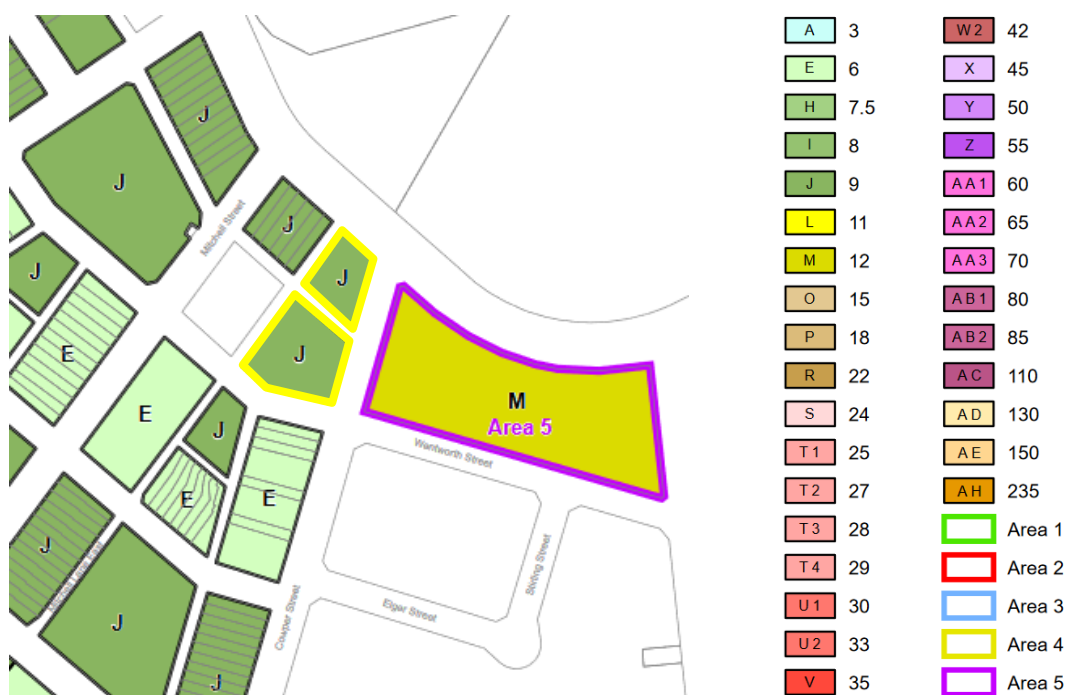 J
J
Mitchell Street
J
J
J
J
E
E
J
E
E
J
J
J
M
Area 5
Wentworth Street
Stirling Street
Elger Street
Cowper Street
Mitchell Lane East
A 3
E 6
H 7.5
I 8
J 9
L 11
M 12
O 15
P 18
R 22
S 24
T1 25
T2 27
T3 28
T4 29
U1 30
U2 33
V 35
W2 42
X 45
Y 50
Z 55
AA1 60
AA2 65
AA3 70
AB1 80
AB2 85
AC 110
AD 130
AE 150
AH 235
Area 1
Area 2
Area 3
Area 4
Area 5